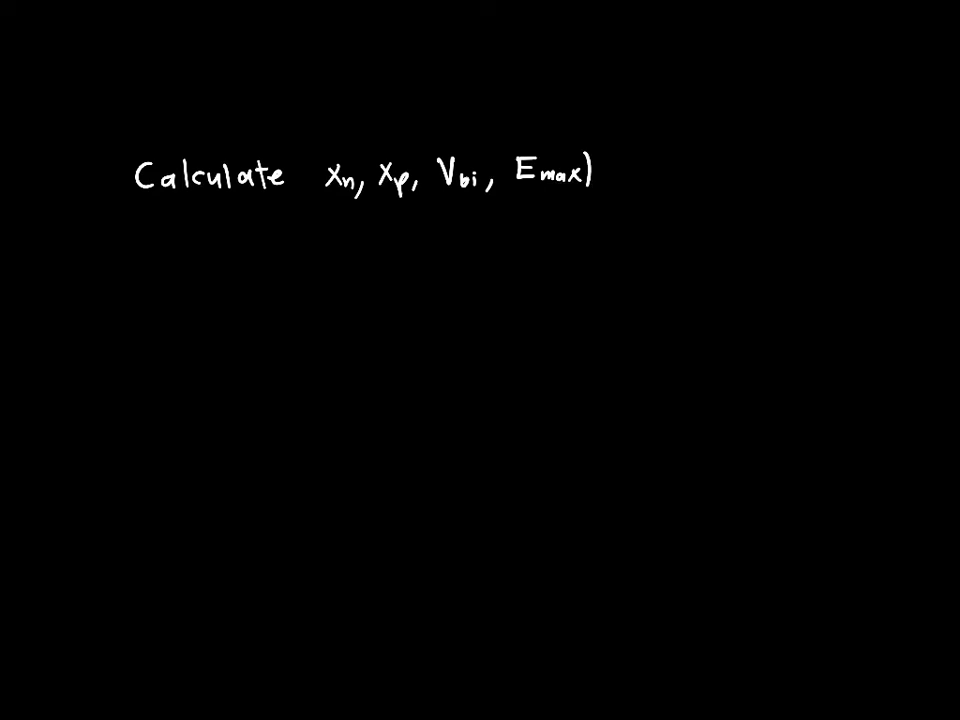 Calculate xn, xp, Vbi, Emax)